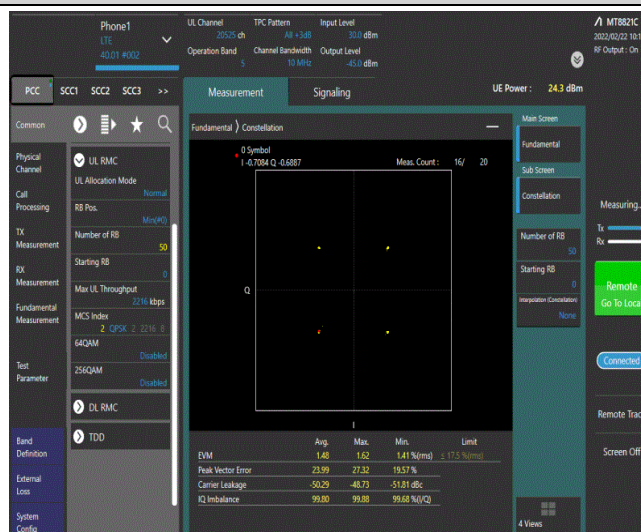 Phone1
LTE
40.01 #002
UL Channel
20525 ch
TPC Pattern
All +3dB
Input Level
30.0 dBm
Operation Band
5
Channel Bandwidth
10 MHz
Output Level
-45.0 dBm
MT8821C
2022/02/22 10:1
RF Output : On
PCC SCC1 SCC2 SCC3 >>
Measurement Signaling
UE Power : 24.3 dBm
Common
Physical
Channel
Call
Processing
TX
Measurement
RX
Measurement
Fundamental
Measurement
Test
Parameter
Band
Definition
External
Loss
System
Config
UL RMC
UL Allocation Mode
Normal
RB Pos.
Min(#0)
Number of RB
50
Starting RB
0
Max UL Throughput
2216 kbps
MCS Index
2 QPSK 2 2216 8
64QAM
Disabled
256QAM
Disabled
DL RMC
TDD
Fundamental Constellation
0 Symbol
I -0.7084 Q -0.6887
Meas. Count : 16/ 20
Q
I
Avg. Max. Min. Limit
EVM 1.48 1.62 1.41 %(rms) ≤ 17.5 %(rms)
Peak Vector Error 23.99 27.32 19.57 %
Carrier Leakage -50.29 -48.73 -51.81 dBc
IQ Imbalance 99.80 99.88 99.68 %(I/Q)
Main Screen
Fundamental
Sub Screen
Constellation
Number of RB
50
Starting RB
0
Interpolation (Constellation)
None
4 Views
Measuring..
Tx
Rx
Remote
Go To Loca
Connected
Remote Trac
Screen Off